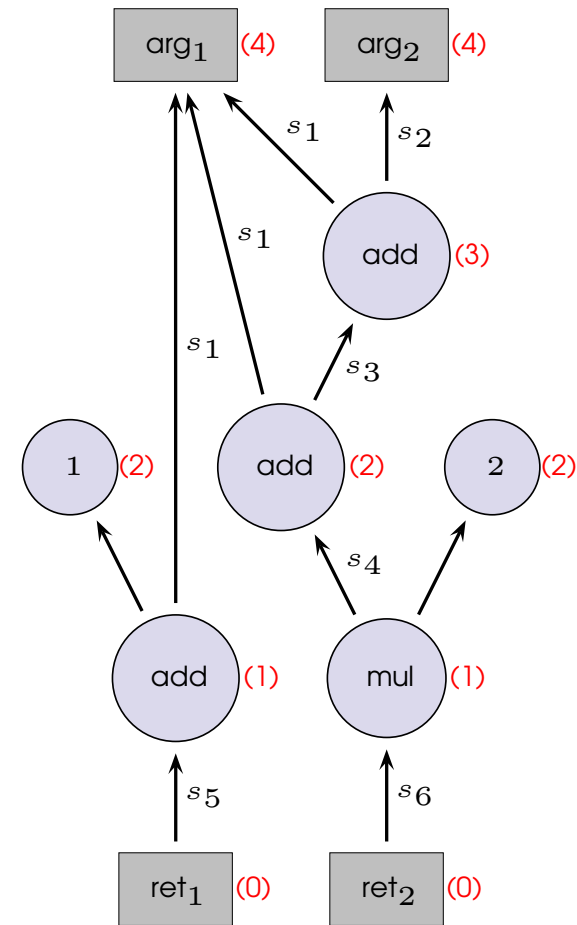 arg₁ (4) arg₂ (4)
s₁ s₂
add (3)
s₁
s₁ s₃
1 (2) add (2) 2 (2)
s₄
add (1) mul (1)
s₅ s₆
ret₁ (0) ret₂ (0)